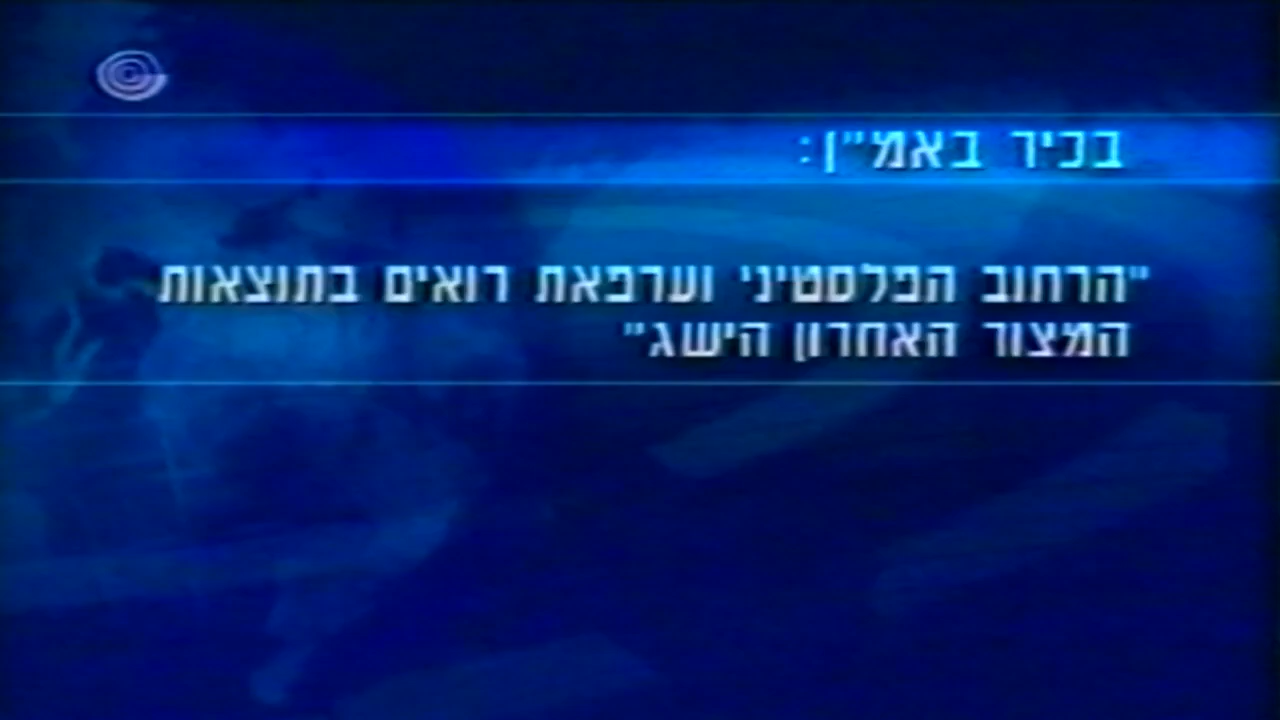 בכיר באמ"ן:
"הרחוב הפלסטיני וערפאת רואים בתוצאות
המצור האחרון הישג"